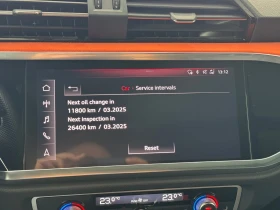 13:12
Service intervals
Next oil change in
11800 km / 03.2025
Next inspection in
26400 km / 03.2025
Reset
23.0°C
23.0°C